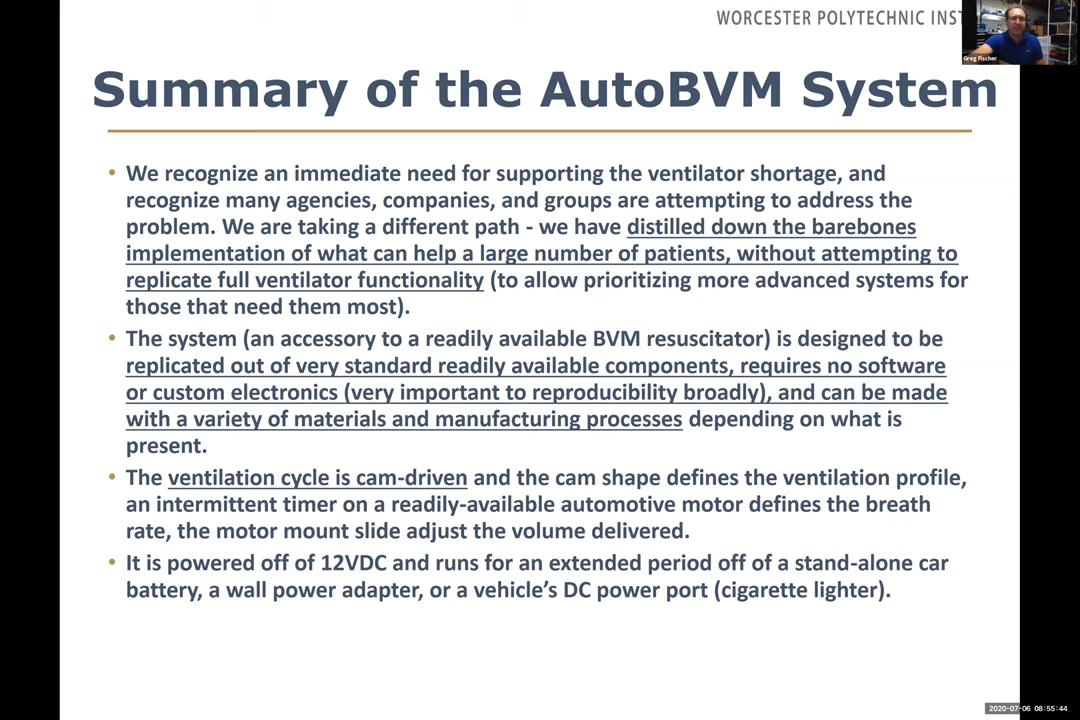 WORCESTER POLYTECHNIC INST
Greg Fischer
Summary of the AutoBVM System
• We recognize an immediate need for supporting the ventilator shortage, and
recognize many agencies, companies, and groups are attempting to address the
problem. We are taking a different path - we have distilled down the barebones
implementation of what can help a large number of patients, without attempting to
replicate full ventilator functionality (to allow prioritizing more advanced systems for
those that need them most).
• The system (an accessory to a readily available BVM resuscitator) is designed to be
replicated out of very standard readily available components, requires no software
or custom electronics (very important to reproducibility broadly), and can be made
with a variety of materials and manufacturing processes depending on what is
present.
• The ventilation cycle is cam-driven and the cam shape defines the ventilation profile,
an intermittent timer on a readily-available automotive motor defines the breath
rate, the motor mount slide adjust the volume delivered.
• It is powered off of 12VDC and runs for an extended period off of a stand-alone car
battery, a wall power adapter, or a vehicle’s DC power port (cigarette lighter).
2020-07-06 08:55:44